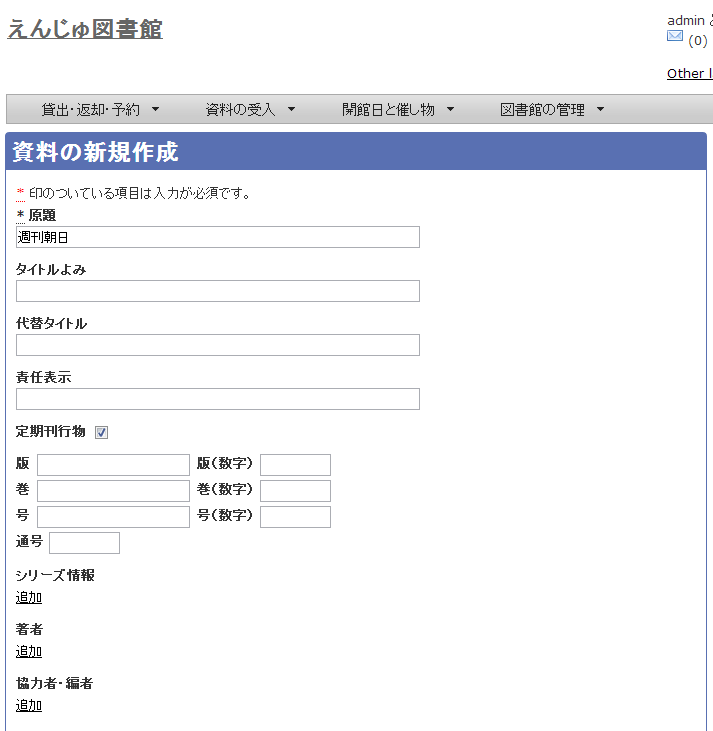 えんじゅ図書館
admin
(0)
Other
貸出・返却・予約 ▼ 資料の受入 ▼ 開館日と催し物 ▼ 図書館の管理 ▼
資料の新規作成
* 印のついている項目は入力が必須です。
* 原題
週刊朝日
タイトルよみ
代替タイトル
責任表示
定期刊行物
版 版(数字)
巻 巻(数字)
号 号(数字)
通号
シリーズ情報
追加
著者
追加
協力者・編者
追加